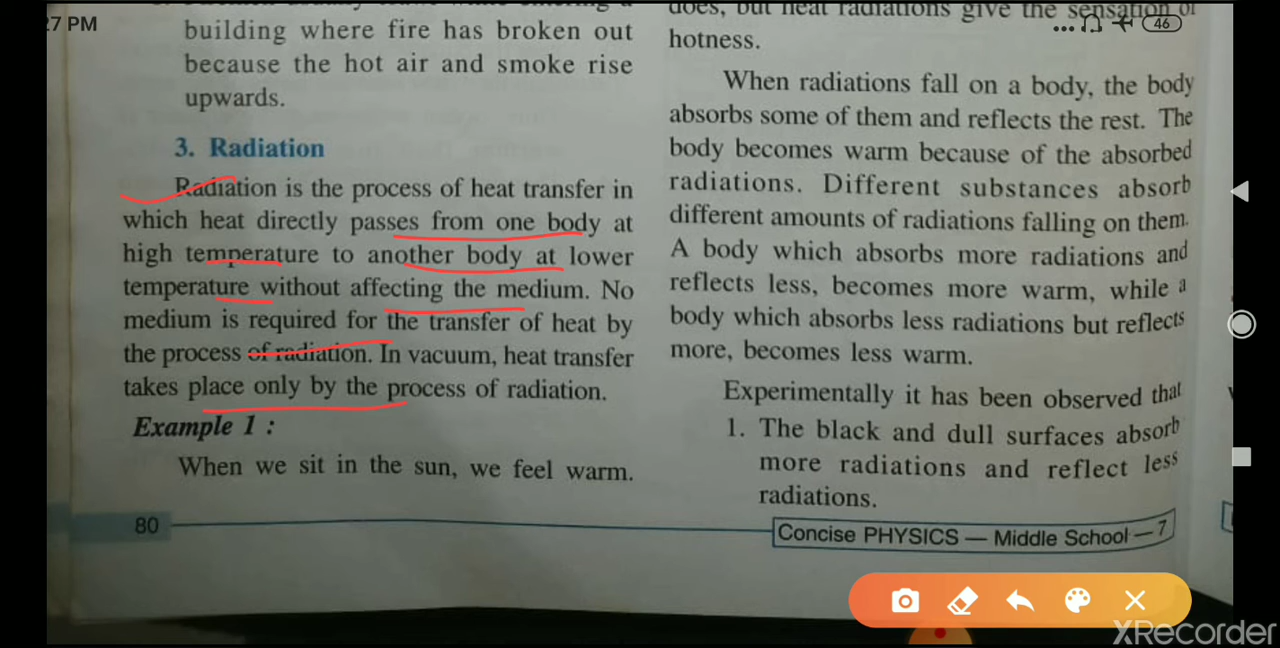 :7 PM
46
building where fire has broken out
because the hot air and smoke rise
upwards.
3. Radiation
Radiation is the process of heat transfer in
which heat directly passes from one body at
high temperature to another body at lower
temperature without affecting the medium. No
medium is required for the transfer of heat by
the process of radiation. In vacuum, heat transfer
takes place only by the process of radiation.
Example 1 :
When we sit in the sun, we feel warm.
80
does, but heat radiations give the sensation of
hotness.
When radiations fall on a body, the body
absorbs some of them and reflects the rest. The
body becomes warm because of the absorbed
radiations. Different substances absorb
different amounts of radiations falling on them.
A body which absorbs more radiations and
reflects less, becomes more warm, while a
body which absorbs less radiations but reflects
more, becomes less warm.
Experimentally it has been observed that
1. The black and dull surfaces absorb
more radiations and reflect less
radiations.
Concise PHYSICS — Middle School — 7
XRecorder